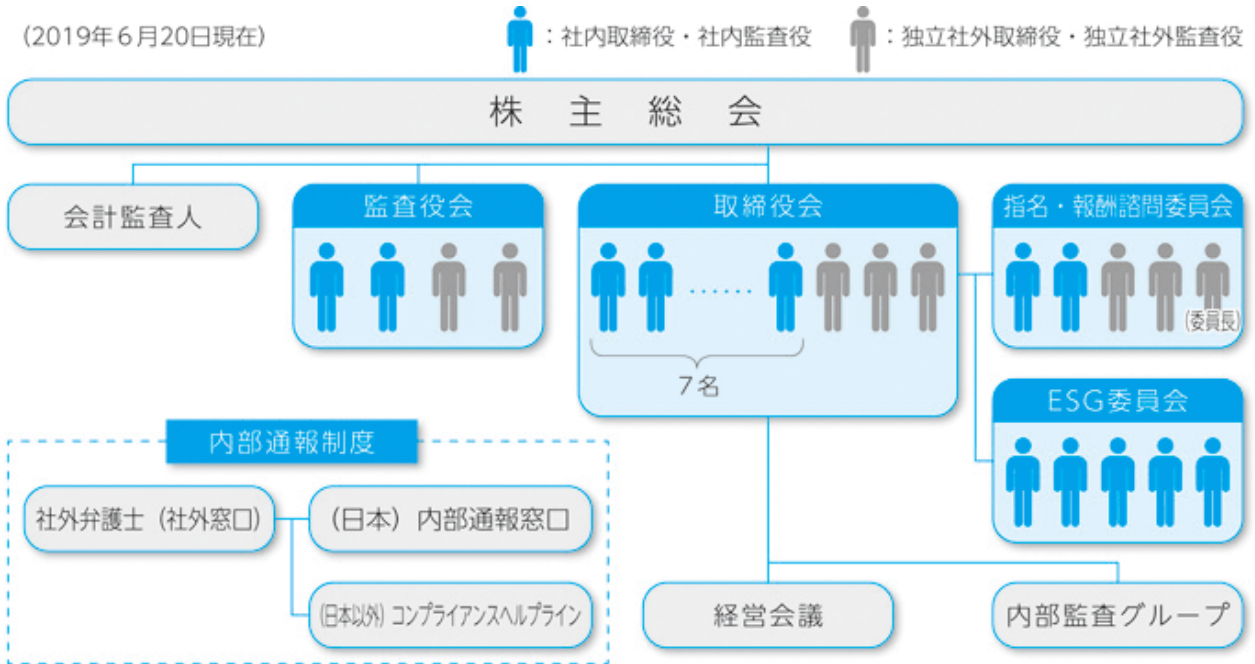 (2019年6月20日現在)
：社内取締役・社内監査役
：独立社外取締役・独立社外監査役
株主総会
会計監査人
監査役会
取締役会
指名・報酬諮問委員会
(委員長)
……
7名
ESG委員会
内部通報制度
社外弁護士（社外窓口）
（日本）内部通報窓口
(日本以外) コンプライアンスヘルプライン
経営会議
内部監査グループ